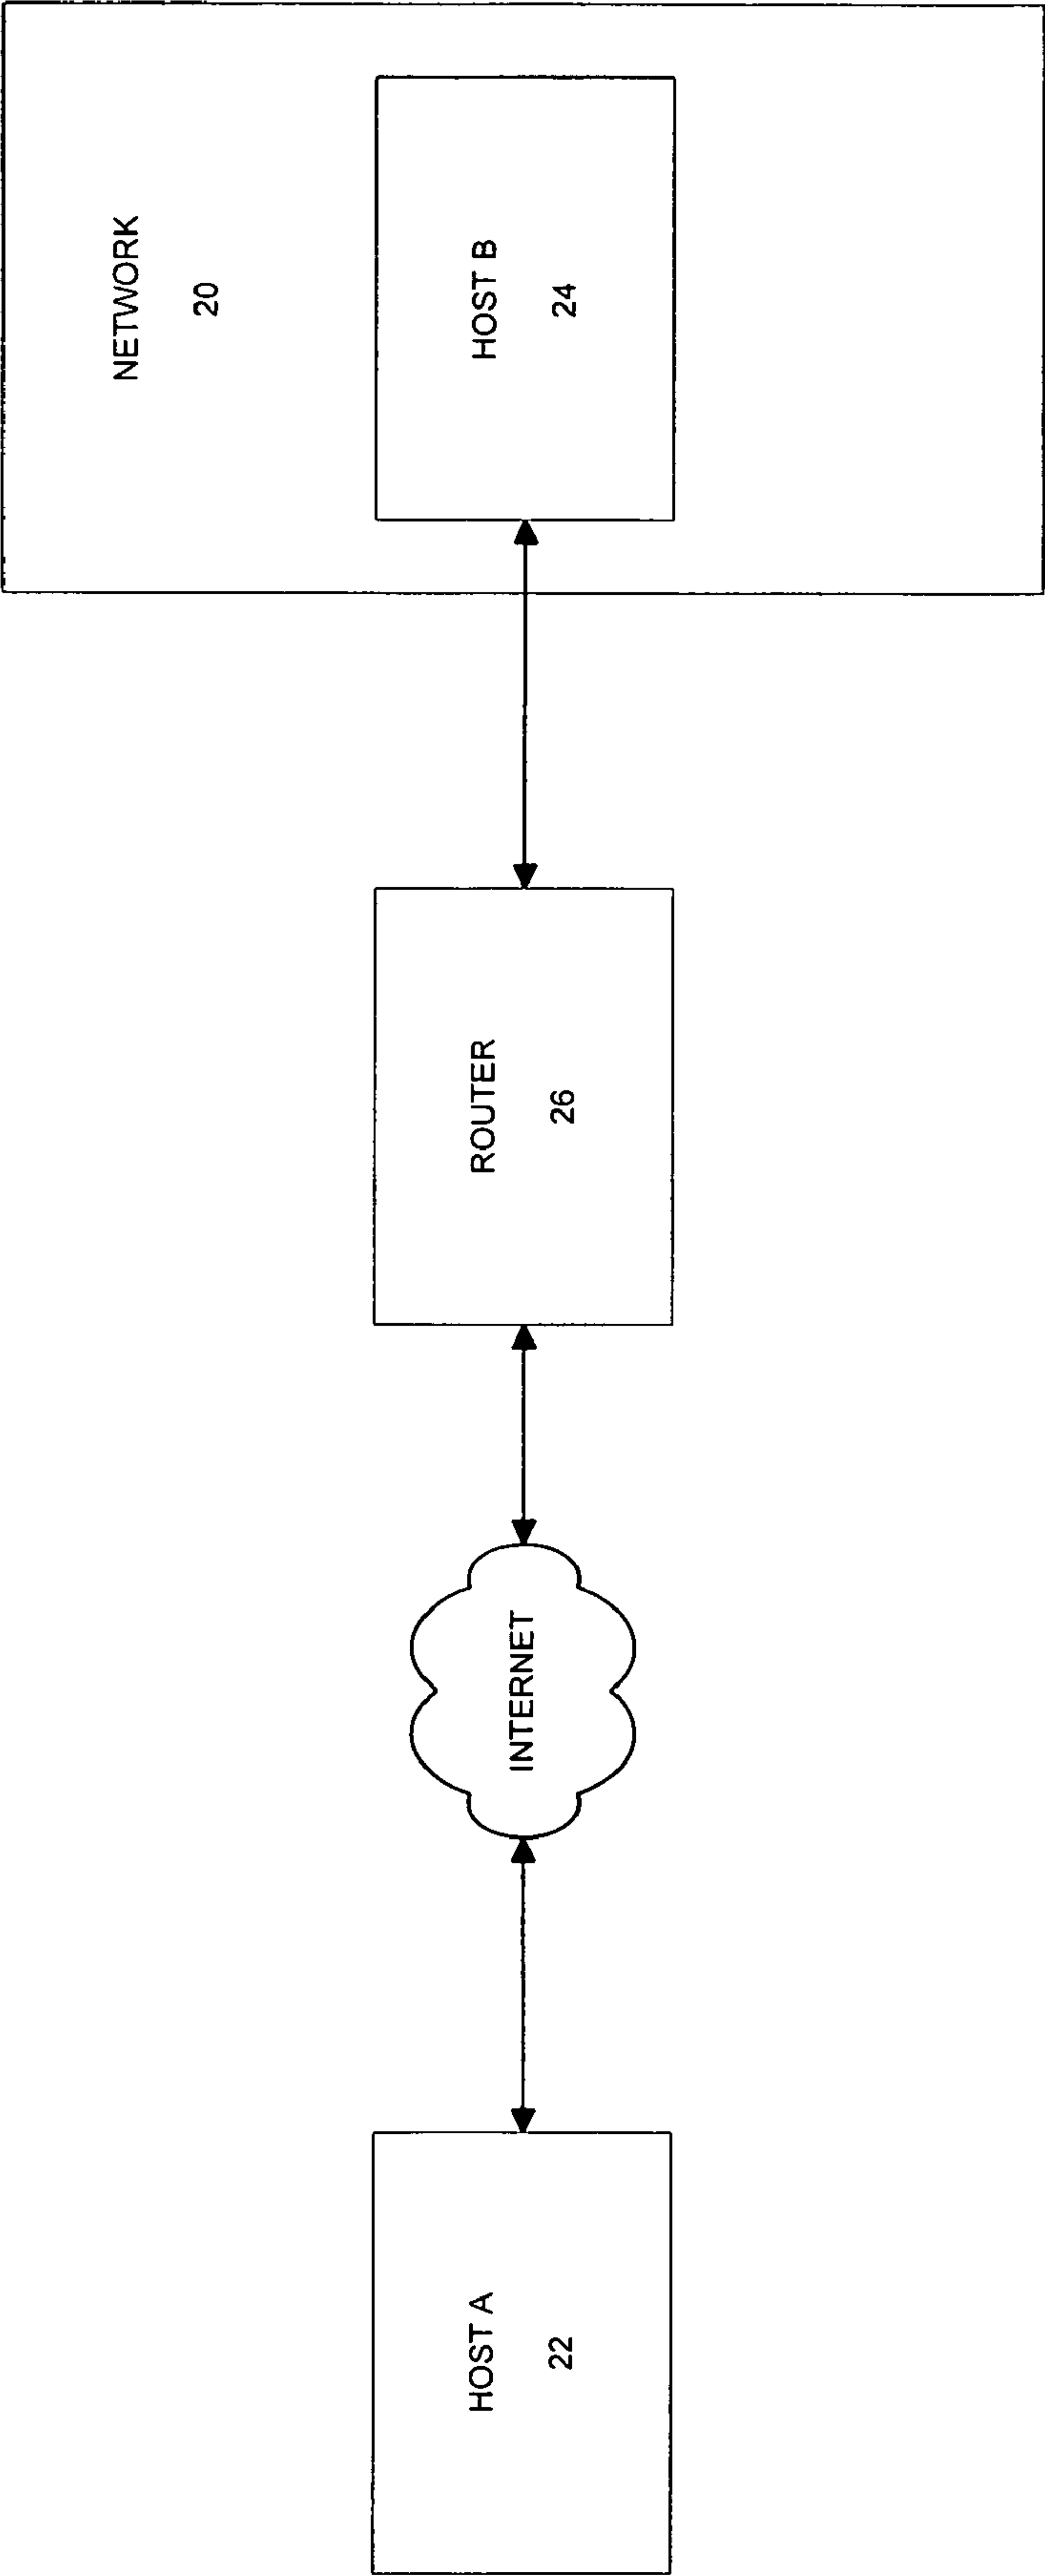 NETWORK
20
HOST A
22
INTERNET
ROUTER
26
HOST B
24